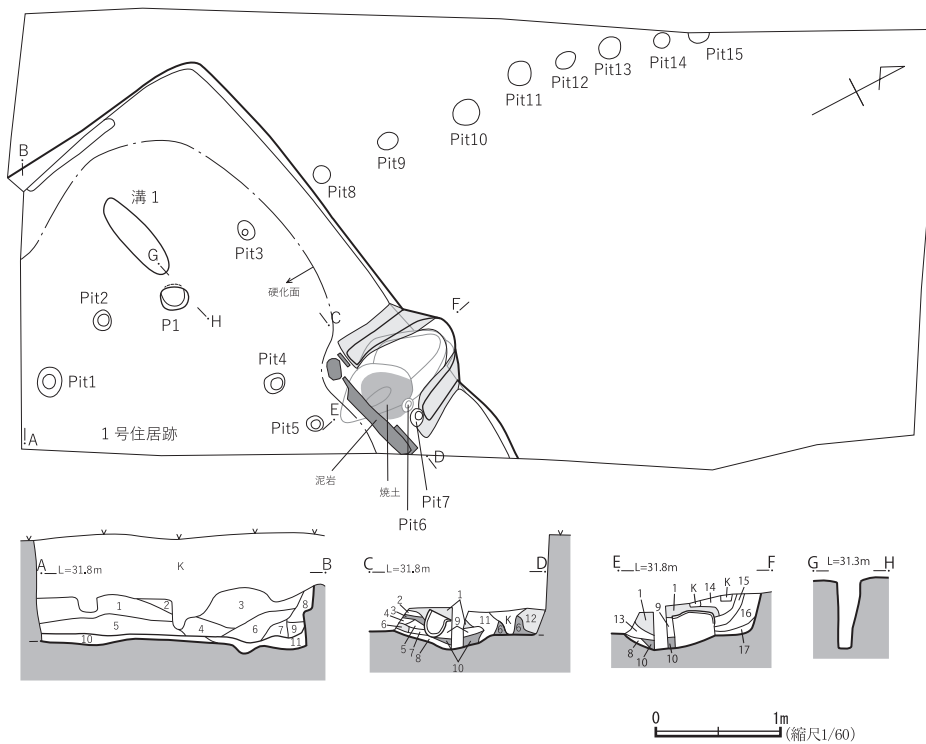 Pit15
Pit14
Pit13
Pit12
Pit11
Pit10
Pit9
Pit8
B
溝 1
G
Pit3
硬化面
H
P1
Pit2
C
F
Pit1
Pit4
Pit5
E
A
1 号住居跡
D
泥岩
焼土
Pit7
Pit6
A L=31.8m B
K
1 2 3 8
5 4 6 7 9
10 11
C L=31.8m D
2 1
4 3
6 1 9 11 K 12
6 6
5 7
8 10
E L=31.8m F
1 9 1 K 14 K 15
13 16
8 10 10 17
G L=31.3m H
0 1m
(縮尺1/60)